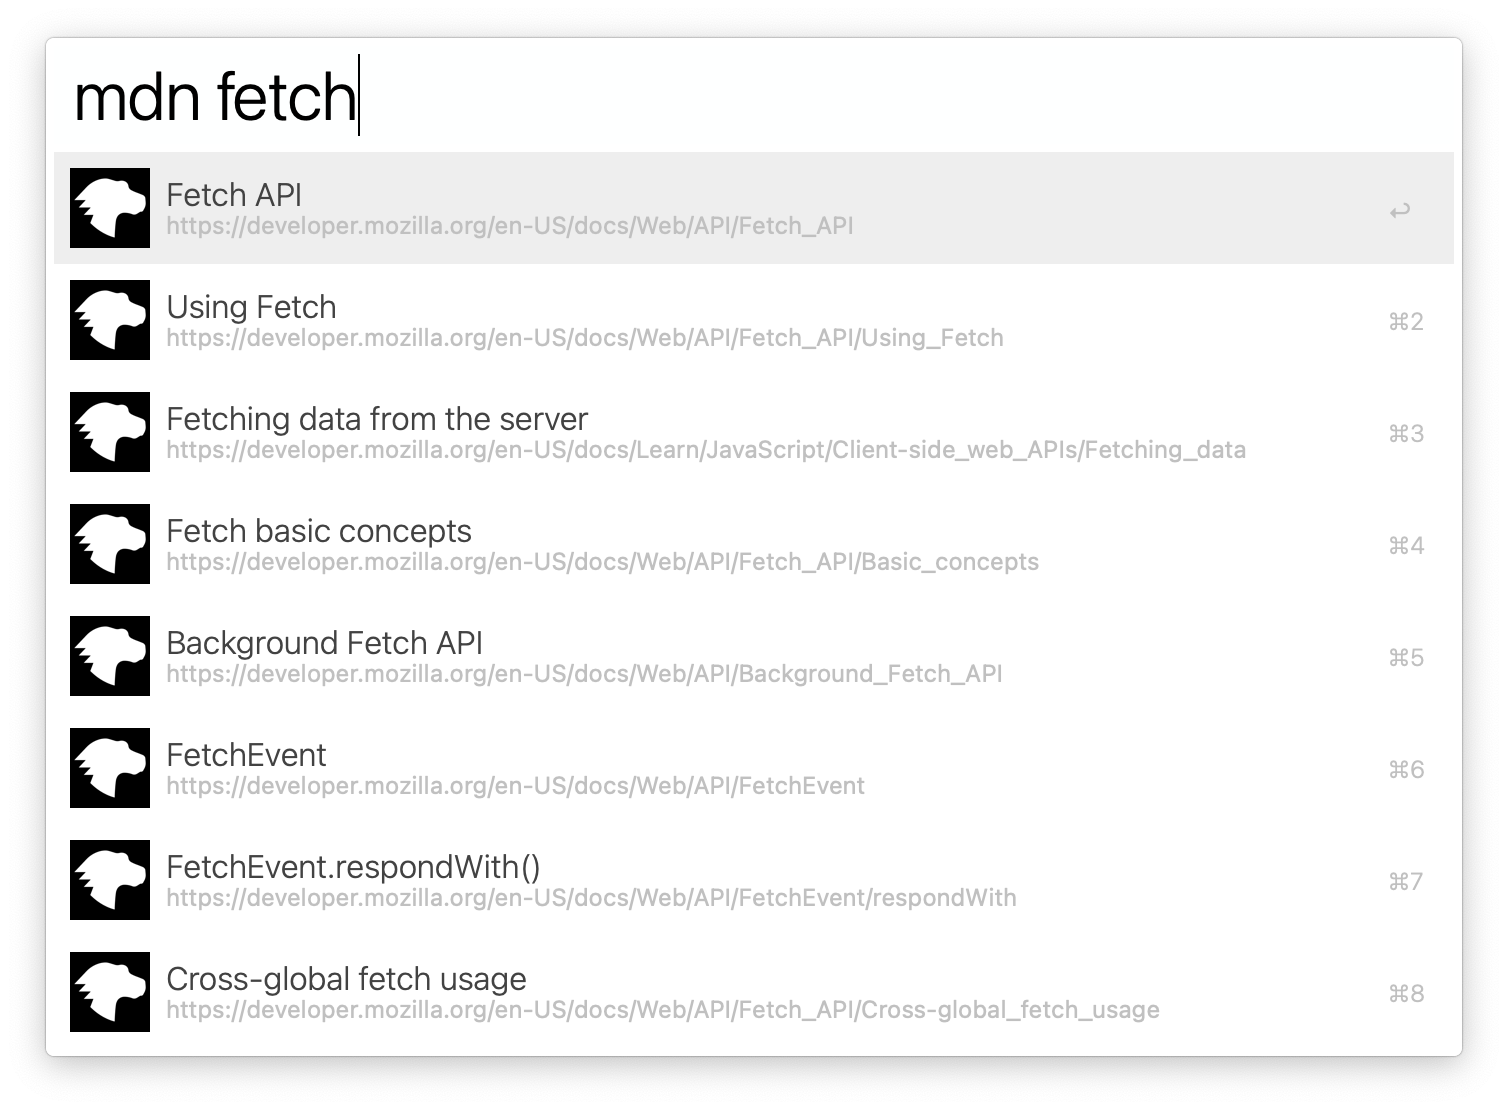 mdn fetch
Fetch API
https://developer.mozilla.org/en-US/docs/Web/API/Fetch_API
↩
Using Fetch
https://developer.mozilla.org/en-US/docs/Web/API/Fetch_API/Using_Fetch
⌘2
Fetching data from the server
https://developer.mozilla.org/en-US/docs/Learn/JavaScript/Client-side_web_APIs/Fetching_data
⌘3
Fetch basic concepts
https://developer.mozilla.org/en-US/docs/Web/API/Fetch_API/Basic_concepts
⌘4
Background Fetch API
https://developer.mozilla.org/en-US/docs/Web/API/Background_Fetch_API
⌘5
FetchEvent
https://developer.mozilla.org/en-US/docs/Web/API/FetchEvent
⌘6
FetchEvent.respondWith()
https://developer.mozilla.org/en-US/docs/Web/API/FetchEvent/respondWith
⌘7
Cross-global fetch usage
https://developer.mozilla.org/en-US/docs/Web/API/Fetch_API/Cross-global_fetch_usage
⌘8